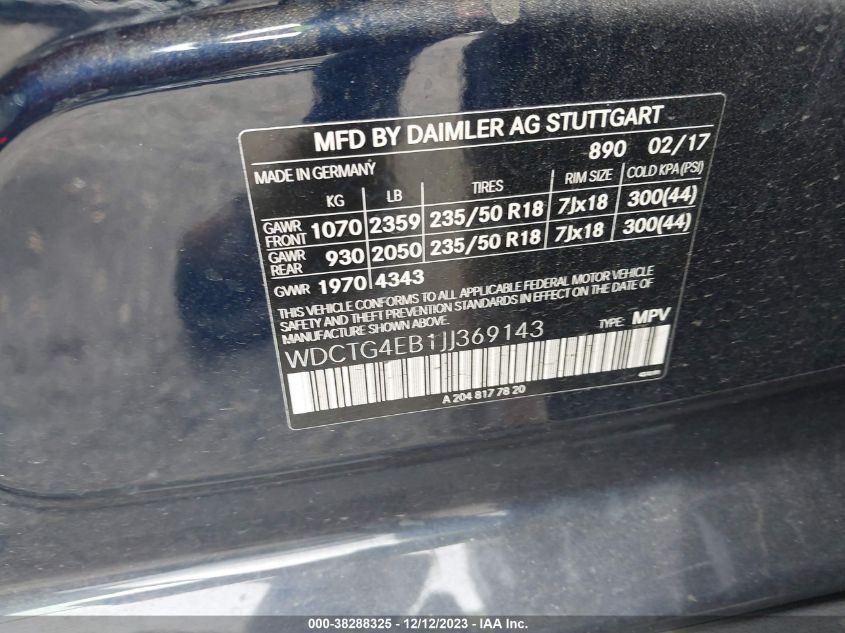 MFD BY DAIMLER AG STUTTGART
890 02/17
MADE IN GERMANY
KG LB TIRES RIM SIZE COLD KPA (PSI)
GAWR FRONT 1070 2359 235/50 R18 7Jx18 300(44)
GAWR REAR 930 2050 235/50 R18 7Jx18 300(44)
GVWR 1970 4343
THIS VEHICLE CONFORMS TO ALL APPLICABLE FEDERAL MOTOR VEHICLE
SAFETY AND THEFT PREVENTION STANDARDS IN EFFECT ON THE DATE OF
MANUFACTURE SHOWN ABOVE.
WDCTG4EB1JJ369143 TYPE: MPV
A 204 817 78 20
000-38288325 - 12/12/2023 - IAA Inc.